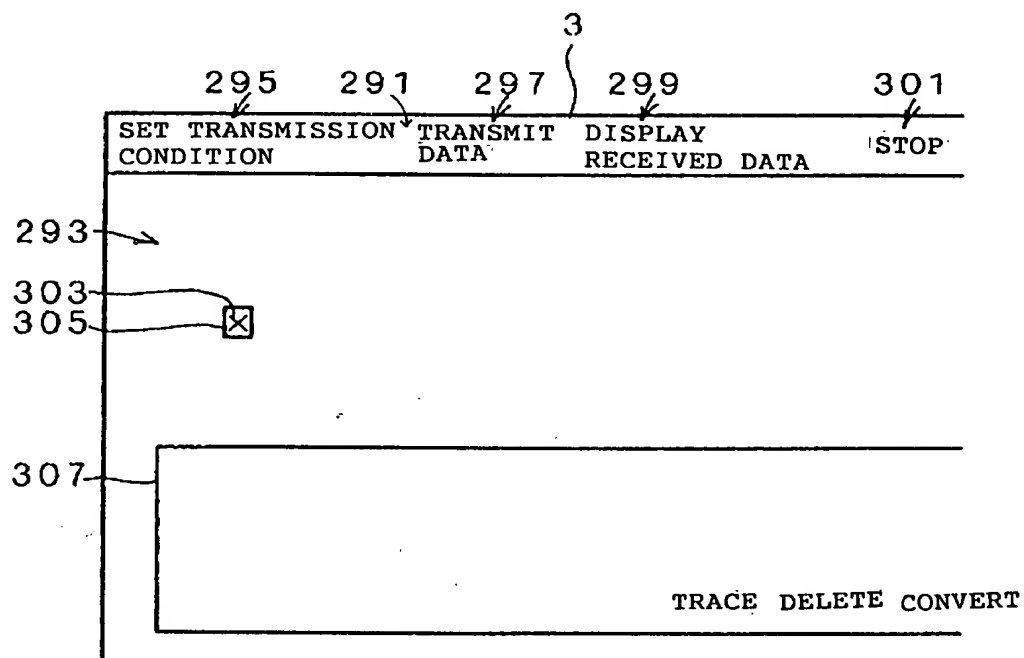 3
295 291 297 299 301
SET TRANSMISSION TRANSMIT DISPLAY STOP
CONDITION DATA RECEIVED DATA
293
303
305
307
TRACE DELETE CONVERT